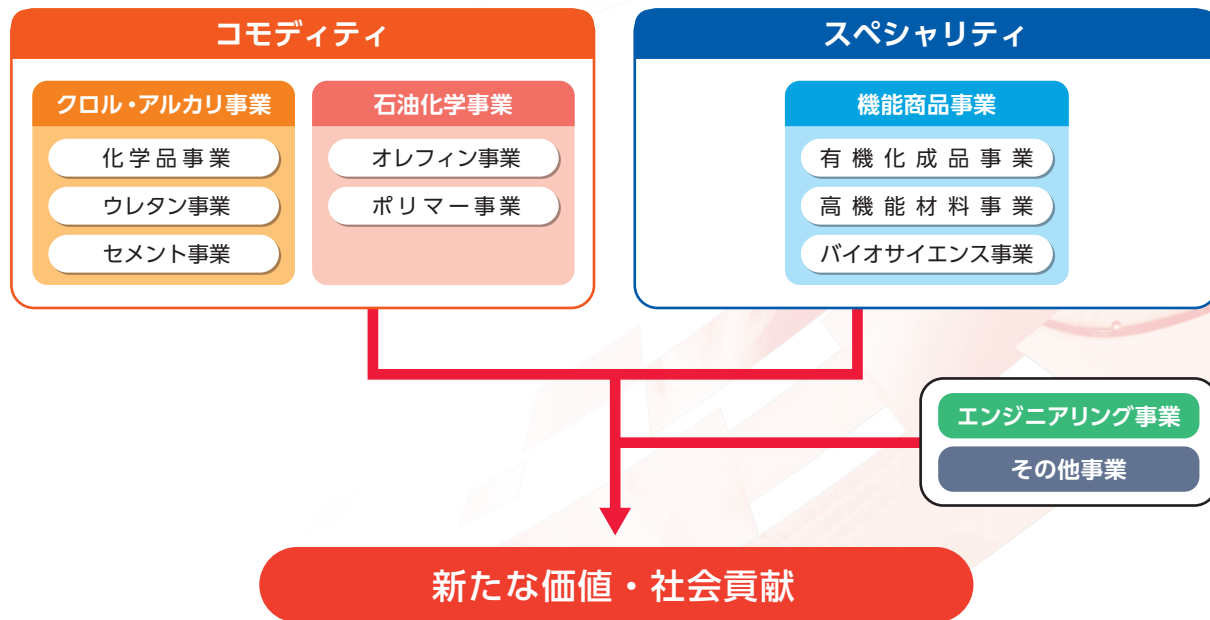 コモディティ
クロル・アルカリ事業
化学品事業
ウレタン事業
セメント事業
石油化学事業
オレフィン事業
ポリマー事業
スペシャリティ
機能商品事業
有機化成品事業
高機能材料事業
バイオサイエンス事業
エンジニアリング事業
その他事業
新たな価値・社会貢献